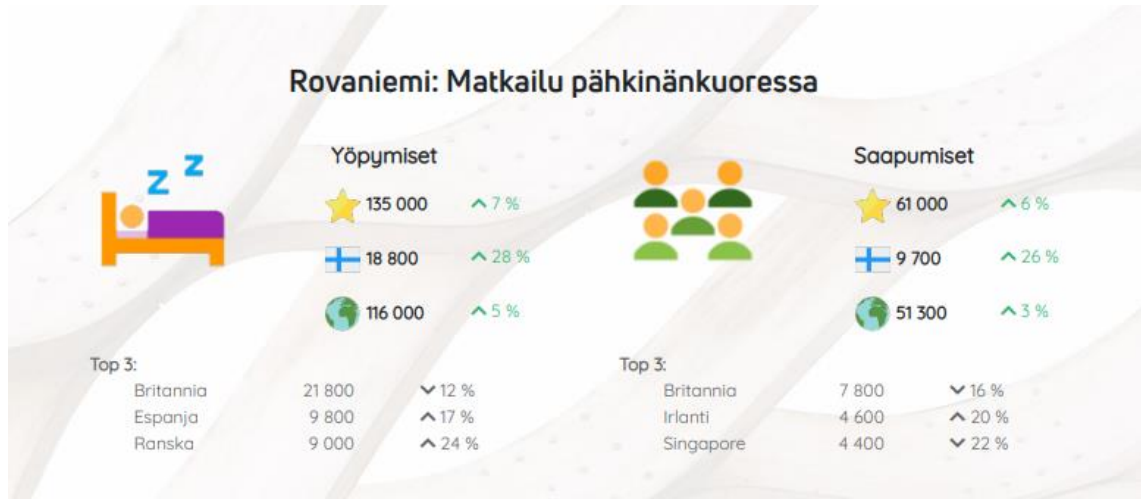 Rovaniemi: Matkailu pähkinänkuoressa
z z
Yöpymiset
135 000 7 %
18 800 28 %
116 000 5 %
Top 3:
Britannia 21 800 12 %
Espanja 9 800 17 %
Ranska 9 000 24 %
Saapumiset
61 000 6 %
9 700 26 %
51 300 3 %
Top 3:
Britannia 7 800 16 %
Irlanti 4 600 20 %
Singapore 4 400 22 %